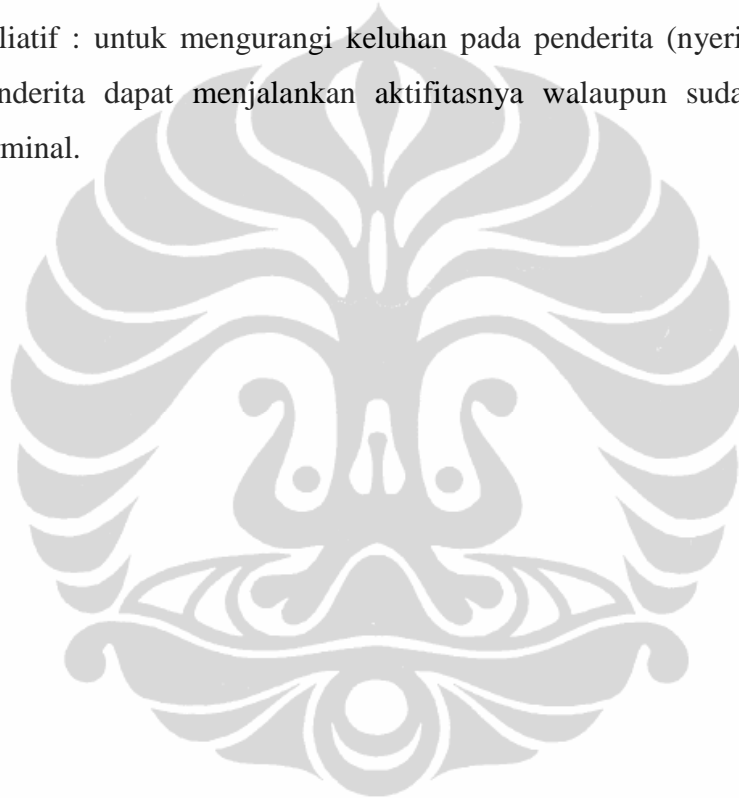 liatif : untuk mengurangi keluhan pada penderita (nyeri
nderita dapat menjalankan aktifitasnya walaupun suda
minal.